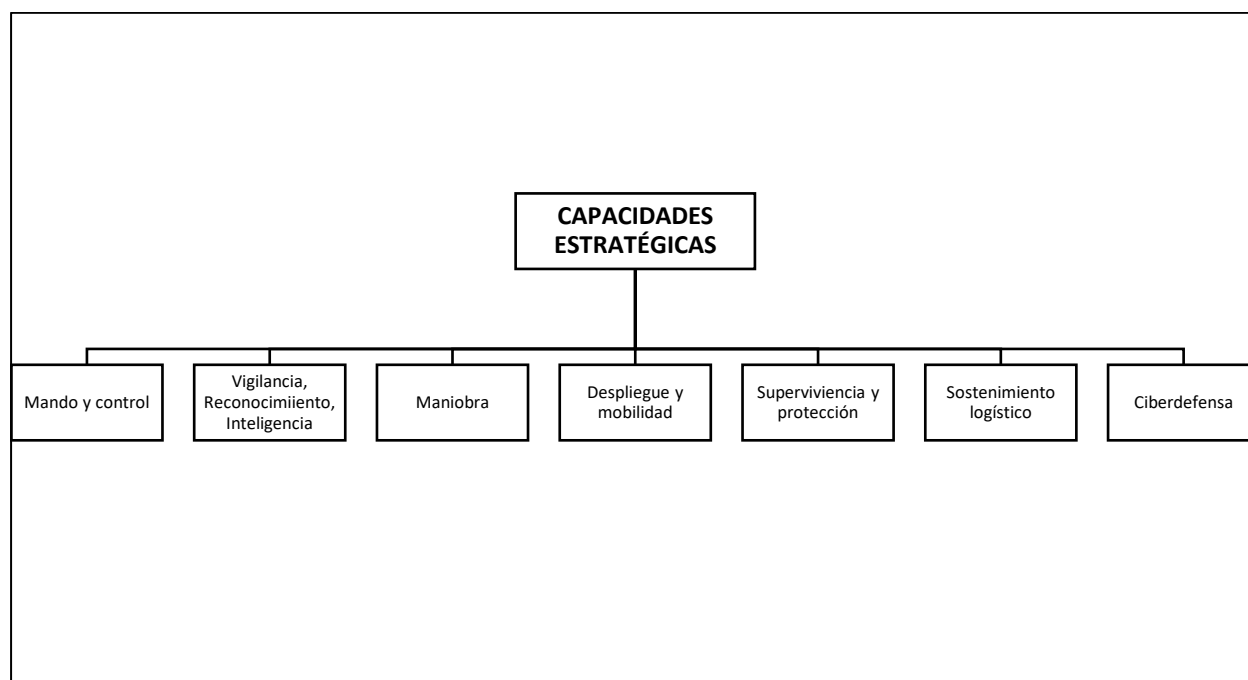 CAPACIDADES
ESTRATÉGICAS
Mando y control
Vigilancia,
Reconocimiiento,
Inteligencia
Maniobra
Despliegue y
mobilidad
Superviviencia y
protección
Sostenimiento
logístico
Ciberdefensa